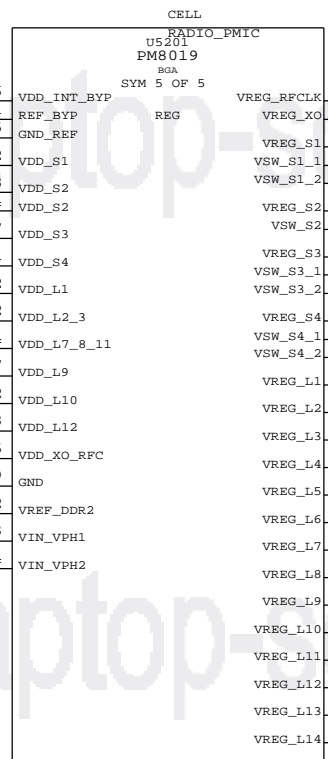 CELL
RADIO_PMIC
U5201
PM8019
BGA
SYM 5 OF 5
VDD_INT_BYP VREG_RFCLK
REF_BYP REG VREG_XO
GND_REF
VREG_S1
VDD_S1 VSW_S1_1
VSW_S1_2
VDD_S2
VDD_S2 VREG_S2
VSW_S2
VDD_S3
VREG_S3
VDD_S4 VSW_S3_1
VDD_L1 VSW_S3_2
VDD_L2_3 VREG_S4
VSW_S4_1
VDD_L7_8_11
VSW_S4_2
VDD_L9
VREG_L1
VDD_L10
VREG_L2
VDD_L12
VREG_L3
VDD_XO_RFC
VREG_L4
GND
VREG_L5
VREF_DDR2
VREG_L6
VIN_VPH1
VREG_L7
VIN_VPH2
VREG_L8
VREG_L9
VREG_L10
VREG_L11
VREG_L12
VREG_L13
VREG_L14